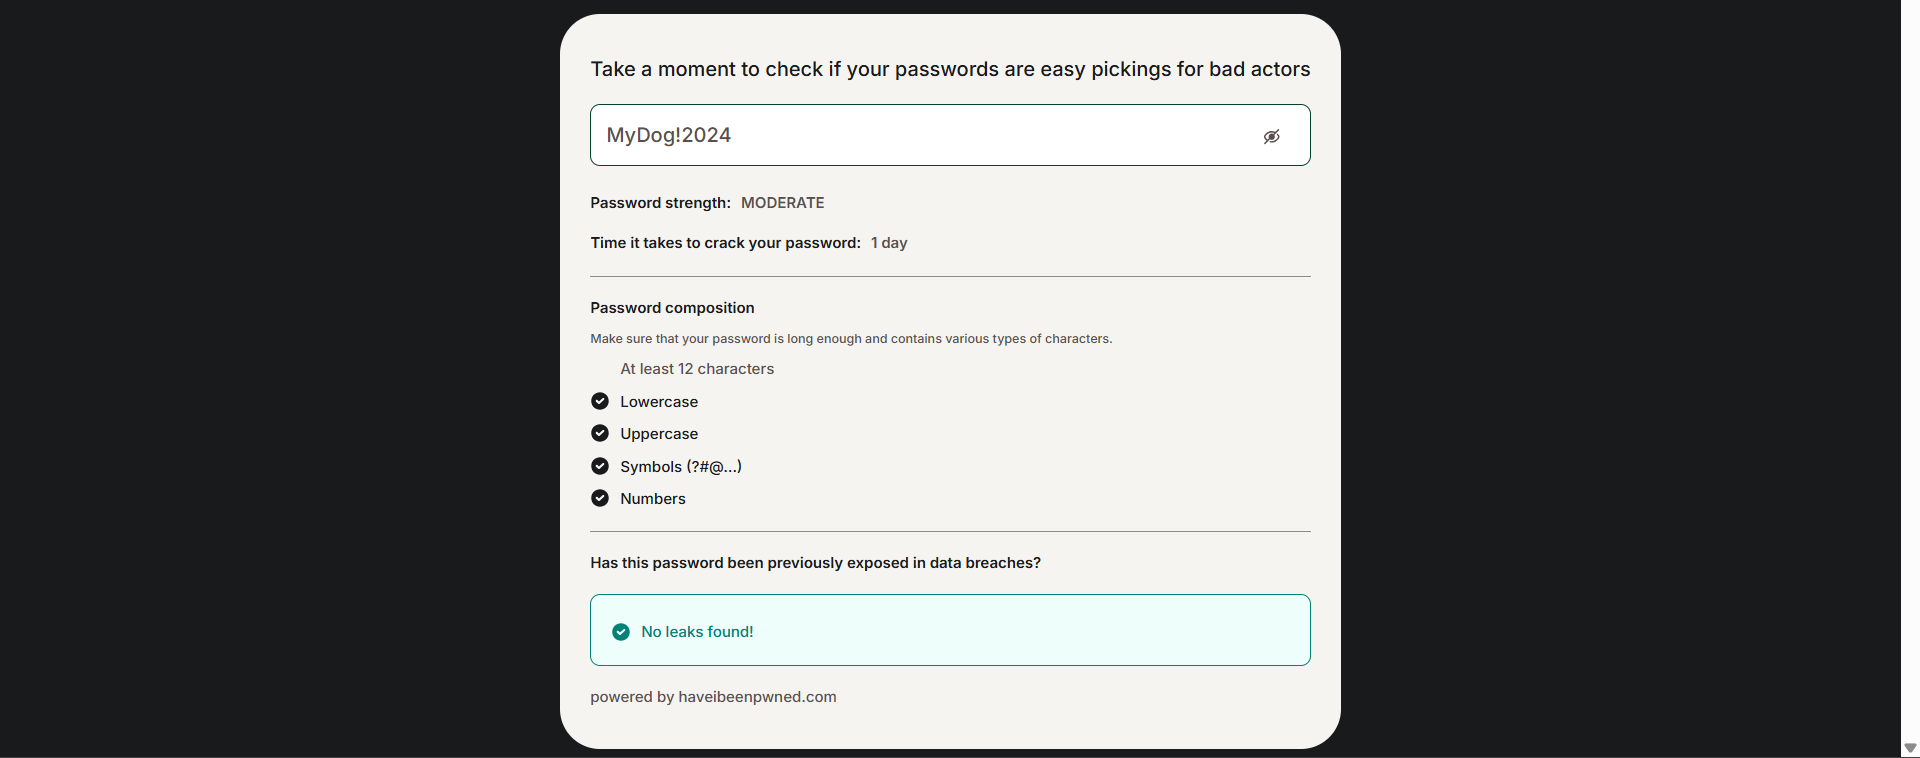 Take a moment to check if your passwords are easy pickings for bad actors
MyDog!2024
Password strength: MODERATE
Time it takes to crack your password: 1 day
Password composition
Make sure that your password is long enough and contains various types of characters.
At least 12 characters
Lowercase
Uppercase
Symbols (?#@...)
Numbers
Has this password been previously exposed in data breaches?
No leaks found!
powered by haveibeenpwned.com